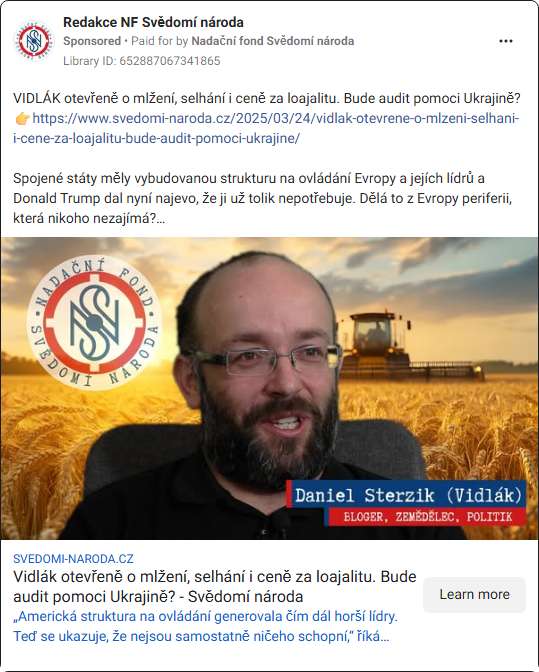 Redakce NF Svědomí národa
Sponsored • Paid for by Nadační fond Svědomí národa
Library ID: 652887067341865
VIDLÁK otevřeně o mlžení, selhání i ceně za loajalitu. Bude audit pomoci Ukrajině?
👉https://www.svedomi-naroda.cz/2025/03/24/vidlak-otevrene-o-mlzeni-selhani-
i-cene-za-loajalitu-bude-audit-pomoci-ukrajine/
Spojené státy měly vybudovanou strukturu na ovládání Evropy a jejích lídrů a
Donald Trump dal nyní najevo, že ji už tolik nepotřebuje. Dělá to z Evropy periferii,
která nikoho nezajímá?...
NADAČNÍ FOND
SVĚDOMÍ NÁRODA
NS
Daniel Sterzik (Vidlák)
BLOGER, ZEMĚDĚLEC, POLITIK
SVEDOMI-NARODA.CZ
Vidlák otevřeně o mlžení, selhání i ceně za loajalitu. Bude
audit pomoci Ukrajině? - Svědomí národa
Learn more
„Americká struktura na ovládání generovala čím dál horší lídry.
Teď se ukazuje, že nejsou samostatně ničeho schopní,“ říká...